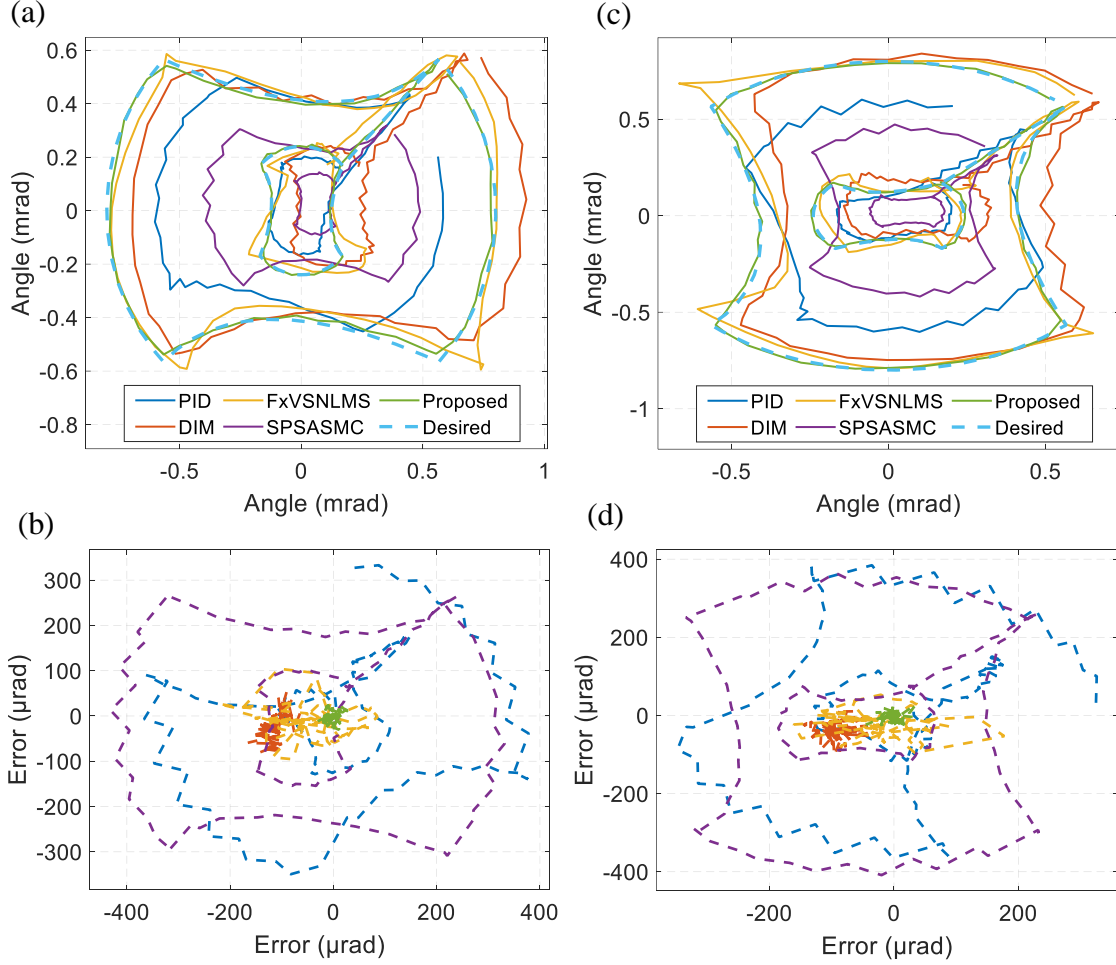 (a)
0.6
0.4
0.2
0
-0.2
-0.4
-0.6
-0.8
Angle (mrad)
PID FxVSNLMS Proposed
DIM SPSASMC Desired
-0.5 0 0.5 1
Angle (mrad)
(c)
0.5
0
-0.5
-1
Angle (mrad)
PID FxVSNLMS Proposed
DIM SPSASMC Desired
-0.5 0 0.5
Angle (mrad)
(b)
300
200
100
0
-100
-200
-300
Error (μrad)
-400 -200 0 200 400
Error (μrad)
(d)
400
200
0
-200
-400
Error (μrad)
-200 0 200
Error (μrad)